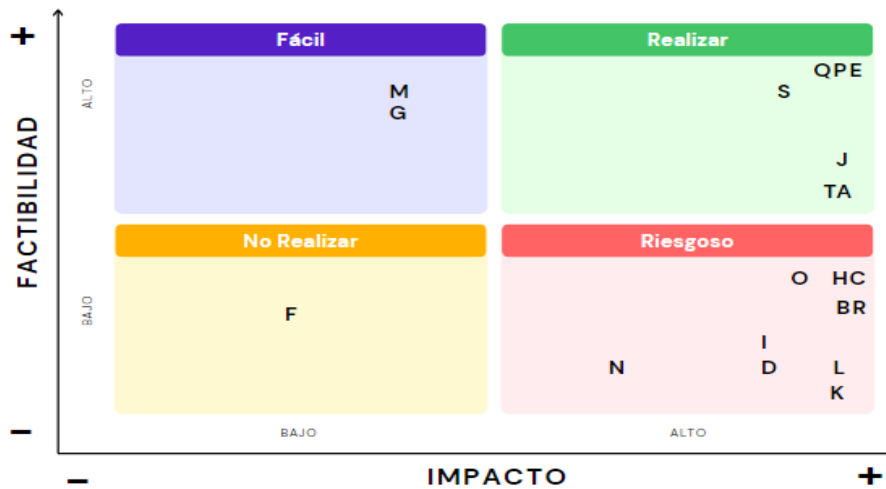 +
Fácil
Realizar
ALTO
QPE
M
S
G
FACTIBILIDAD
J
TA
No Realizar
Riesgoso
BAJO
O
HC
F
BR
I
N
D
L
K
–
BAJO
ALTO
–
IMPACTO
+